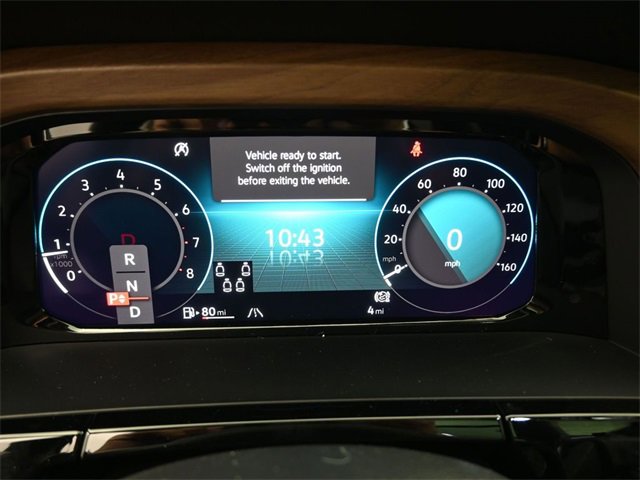 Vehicle ready to start.
Switch off the ignition
before exiting the vehicle.
0
1
2
3
4
5
6
7
8
x1000
D
R
N
P
D
10:43
80 mi
0
20
40
60
80
100
120
140
160
mph
0
mph
4 mi